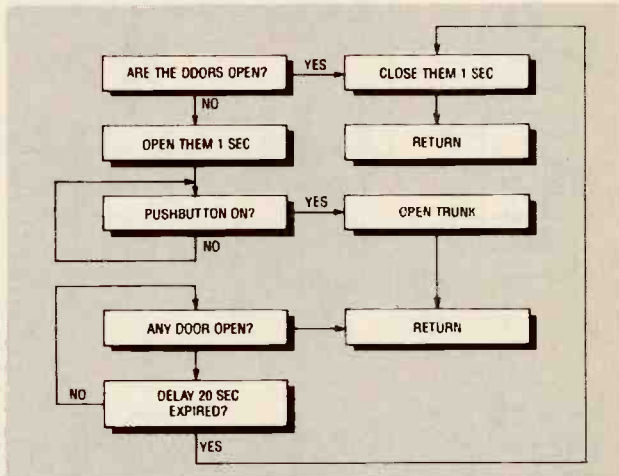 ARE THE DOORS OPEN?
YES
CLOSE THEM 1 SEC
NO
OPEN THEM 1 SEC
RETURN
PUSHBUTTON ON?
YES
OPEN TRUNK
NO
ANY DOOR OPEN?
RETURN
NO
DELAY 20 SEC
EXPIRED?
YES